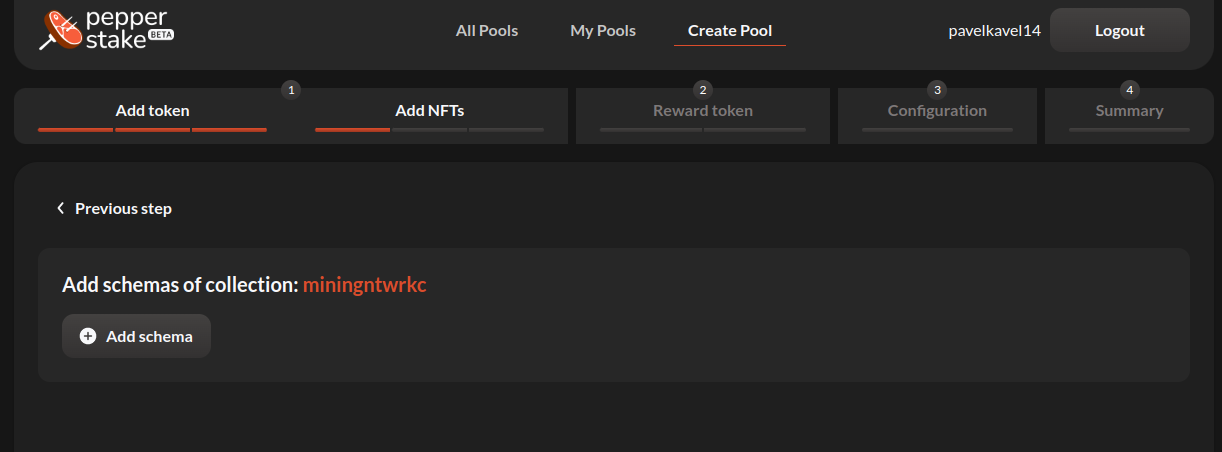 pepper
stake BETA
All Pools My Pools Create Pool pavelkavel14 Logout
1 2 3 4
Add token Add NFTs Reward token Configuration Summary
Previous step
Add schemas of collection: miningntwrkc
Add schema